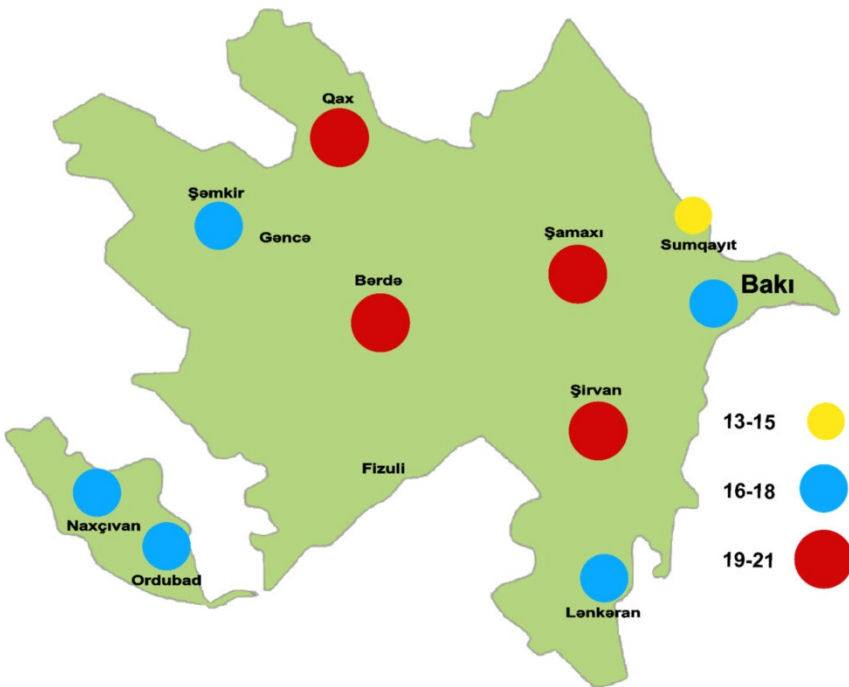 Qax
Şəmkir
Gəncə
Şamaxı
Sumqayıt
Bərdə
Bakı
Şirvan
13-15
Fizuli
16-18
Naxçıvan
19-21
Ordubad
Lənkəran